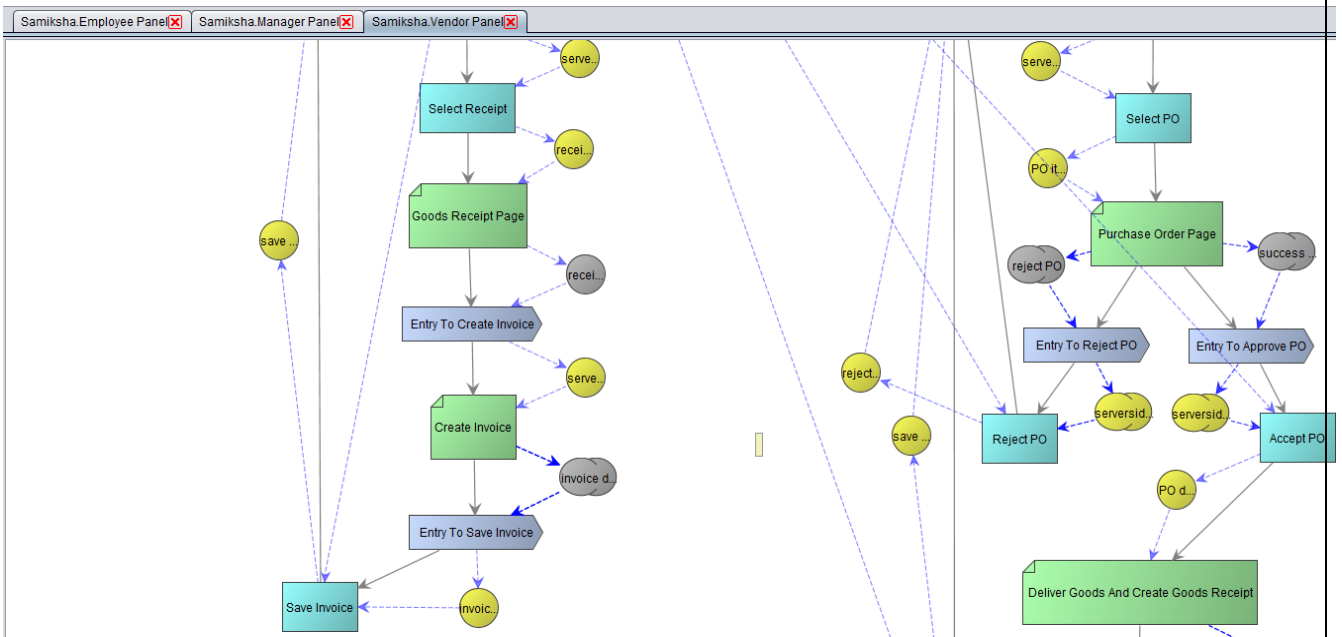 Samiksha.Employee Panel
Samiksha.Manager Panel
Samiksha.Vendor Panel
serve...
Select Receipt
recei...
Goods Receipt Page
save ...
recei...
Entry To Create Invoice
serve...
Create Invoice
invoice d...
Entry To Save Invoice
Save Invoice
invoic...
serve...
Select PO
PO it...
Purchase Order Page
reject PO
success ...
Entry To Reject PO
Entry To Approve PO
reject...
serversid...
serversid...
save ...
Reject PO
Accept PO
PO d...
Deliver Goods And Create Goods Receipt